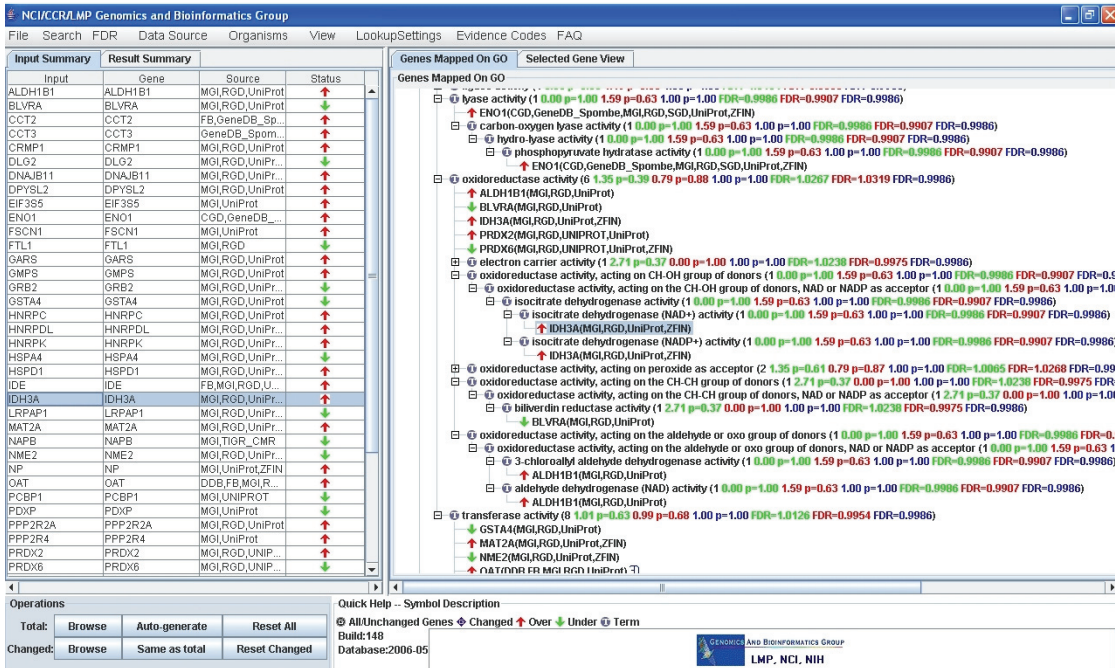 NCI/CCR/LMP Genomics and Bioinformatics Group
File Search FDR Data Source Organisms View LookupSettings Evidence Codes FAQ
Input Summary Result Summary
Input Gene Source Status
ALDH1B1 ALDH1B1 MGI,RGD,UniProt
BLVRA BLVRA MGI,RGD,UniProt
CCT2 CCT2 FB,GeneDB_Sp...
CCT3 CCT3 GeneDB_Spom...
CRMP1 CRMP1 MGI,RGD,UniProt
DLG2 DLG2 MGI,RGD,UniPr...
DNAJB11 DNAJB11 MGI,RGD,UniPr...
DPYSL2 DPYSL2 MGI,RGD,UniProt
EIF3S5 EIF3S5 MGI,UniProt
ENO1 ENO1 CGD,GeneDB_...
FSCN1 FSCN1 MGI,UniProt
FTL1 FTL1 MGI,RGD
GARS GARS MGI,RGD,UniProt
GMPS GMPS MGI,RGD,UniProt
GRB2 GRB2 MGI,RGD,UniPr...
GSTA4 GSTA4 MGI,RGD,UniProt
HNRPC HNRPC MGI,RGD,UniProt
HNRPDL HNRPDL MGI,RGD,UniPr...
HNRPK HNRPK MGI,RGD,UniPr...
HSPA4 HSPA4 MGI,RGD,UniPr...
HSPD1 HSPD1 MGI,RGD,UniPr...
IDE IDE FB,MGI,RGD,U...
IDH3A IDH3A MGI,RGD,UniPr...
LRPAP1 LRPAP1 MGI,RGD,UniPr...
MAT2A MAT2A MGI,RGD,UniPr...
NAPB NAPB MGI,TIGR_CMR
NME2 NME2 MGI,RGD,UniPr...
NP NP MGI,UniProt,ZFIN
OAT OAT DDB,FB,MGI,R...
PCBP1 PCBP1 MGI,UNIPROT
PDXP PDXP MGI,UniProt
PPP2R2A PPP2R2A MGI,RGD,UniProt
PPP2R4 PPP2R4 MGI,UniProt
PRDX2 PRDX2 MGI,RGD,UNIP...
PRDX6 PRDX6 MGI,RGD,UNIP...
Genes Mapped On GO Selected Gene View
Genes Mapped On GO
lyase activity (1 0.00 p=1.00 1.59 p=0.63 1.00 p=1.00 FDR=0.9986 FDR=0.9907 FDR=0.9986)
ENO1(CGD,GeneDB_Spombe,MGI,RGD,SGD,UniProt,ZFIN)
carbon-oxygen lyase activity (1 0.00 p=1.00 1.59 p=0.63 1.00 p=1.00 FDR=0.9986 FDR=0.9907 FDR=0.9986)
hydro-lyase activity (1 0.00 p=1.00 1.59 p=0.63 1.00 p=1.00 FDR=0.9986 FDR=0.9907 FDR=0.9986)
phosphopyruvate hydratase activity (1 0.00 p=1.00 1.59 p=0.63 1.00 p=1.00 FDR=0.9986 FDR=0.9907 FDR=0.9986)
ENO1(CGD,GeneDB_Spombe,MGI,RGD,SGD,UniProt,ZFIN)
oxidoreductase activity (6 1.35 p=0.39 0.79 p=0.88 1.00 p=1.00 FDR=1.0267 FDR=1.0319 FDR=0.9986)
ALDH1B1(MGI,RGD,UniProt)
BLVRA(MGI,RGD,UniProt)
IDH3A(MGI,RGD,UniProt,ZFIN)
PRDX2(MGI,RGD,UNIPROT,UniProt)
PRDX6(MGI,RGD,UNIPROT,UniProt,ZFIN)
electron carrier activity (1 2.71 p=0.37 0.00 p=1.00 1.00 p=1.00 FDR=1.0238 FDR=0.9975 FDR=0.9986)
oxidoreductase activity, acting on CH-OH group of donors (1 0.00 p=1.00 1.59 p=0.63 1.00 p=1.00 FDR=0.9986 FDR=0.9907 FDR=0.9
oxidoreductase activity, acting on the CH-OH group of donors, NAD or NADP as acceptor (1 0.00 p=1.00 1.59 p=0.63 1.00 p=1.0
isocitrate dehydrogenase activity (1 0.00 p=1.00 1.59 p=0.63 1.00 p=1.00 FDR=0.9986 FDR=0.9907 FDR=0.9986)
isocitrate dehydrogenase (NAD+) activity (1 0.00 p=1.00 1.59 p=0.63 1.00 p=1.00 FDR=0.9986 FDR=0.9907 FDR=0.9986)
IDH3A(MGI,RGD,UniProt,ZFIN)
isocitrate dehydrogenase (NADP+) activity (1 0.00 p=1.00 1.59 p=0.63 1.00 p=1.00 FDR=0.9986 FDR=0.9907 FDR=0.9986)
IDH3A(MGI,RGD,UniProt,ZFIN)
oxidoreductase activity, acting on peroxide as acceptor (2 1.35 p=0.61 0.79 p=0.87 1.00 p=1.00 FDR=1.0065 FDR=1.0268 FDR=0.99
oxidoreductase activity, acting on the CH-CH group of donors (1 2.71 p=0.37 0.00 p=1.00 1.00 p=1.00 FDR=1.0238 FDR=0.9975 FDR=
oxidoreductase activity, acting on the CH-CH group of donors, NAD or NADP as acceptor (1 2.71 p=0.37 0.00 p=1.00 1.00 p=1.0
biliverdin reductase activity (1 2.71 p=0.37 0.00 p=1.00 1.00 p=1.00 FDR=1.0238 FDR=0.9975 FDR=0.9986)
BLVRA(MGI,RGD,UniProt)
oxidoreductase activity, acting on the aldehyde or oxo group of donors (1 0.00 p=1.00 1.59 p=0.63 1.00 p=1.00 FDR=0.9986 FDR=0.
oxidoreductase activity, acting on the aldehyde or oxo group of donors, NAD or NADP as acceptor (1 0.00 p=1.00 1.59 p=0.63 1
3-chloroallyl aldehyde dehydrogenase activity (1 0.00 p=1.00 1.59 p=0.63 1.00 p=1.00 FDR=0.9986 FDR=0.9907 FDR=0.9986)
ALDH1B1(MGI,RGD,UniProt)
aldehyde dehydrogenase (NAD) activity (1 0.00 p=1.00 1.59 p=0.63 1.00 p=1.00 FDR=0.9986 FDR=0.9907 FDR=0.9986)
ALDH1B1(MGI,RGD,UniProt)
transferase activity (8 1.01 p=0.63 0.99 p=0.68 1.00 p=1.00 FDR=1.0126 FDR=0.9954 FDR=0.9986)
GSTA4(MGI,RGD,UniProt)
MAT2A(MGI,RGD,UniProt,ZFIN)
NME2(MGI,RGD,UniProt,ZFIN)
OAT(DDB,FB,MGI,RGD,UniProt)
Operations
Total: Browse Auto-generate Reset All
Changed: Browse Same as total Reset Changed
Quick Help -- Symbol Description
All/Unchanged Genes Changed Over Under Term
Build:148
Database:2006-05
GENOMICS AND BIOINFORMATICS GROUP
LMP, NCI, NIH